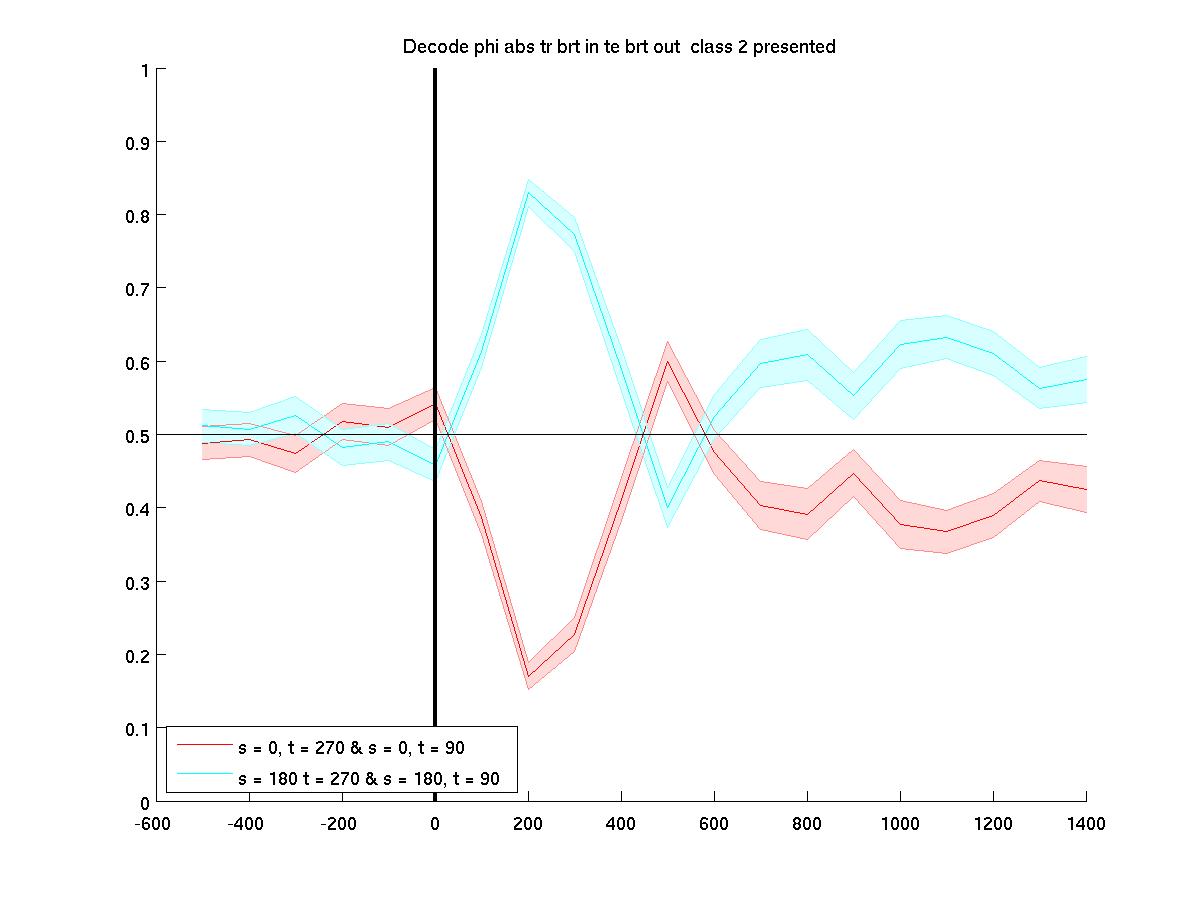 Decode phi abs tr brt in te brt out  class 2 presented
1
0.9
0.8
0.7
0.6
0.5
0.4
0.3
0.2
0.1
0
s = 0, t = 270 & s = 0, t = 90
s = 180 t = 270 & s = 180, t = 90
-600 -400 -200 0 200 400 600 800 1000 1200 1400